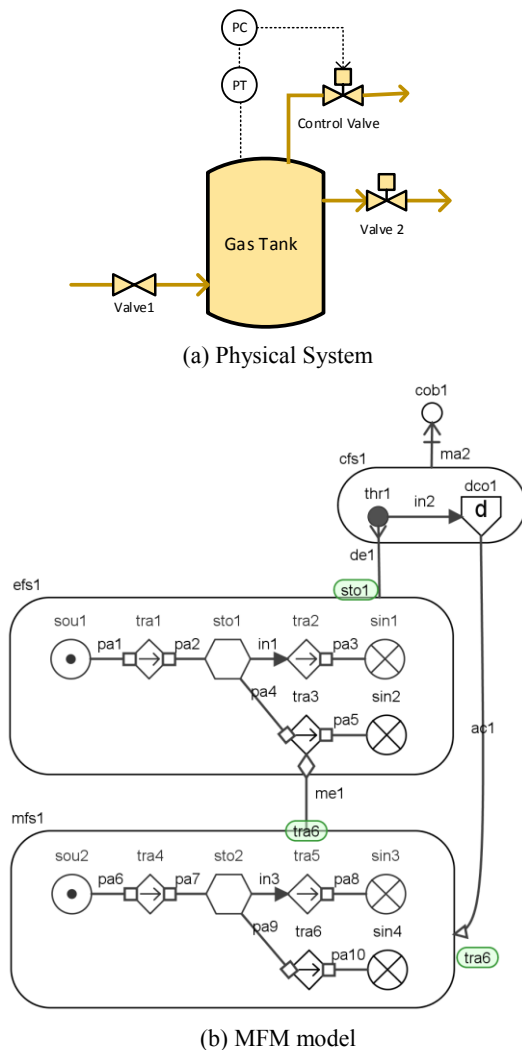 PC
PT
Control Valve
Gas Tank
Valve 2
Valve1
(a) Physical System
cob1
ma2
cfs1
thr1 in2 dco1
d
de1
sto1
efs1
sou1 tra1 sto1 tra2 sin1
pa1 pa2 in1 pa3
pa4 tra3 sin2
pa5
ac1
me1
mfs1
tra6
sou2 tra4 sto2 tra5 sin3
pa6 pa7 in3 pa8
pa9 tra6 sin4
pa10
tra6
(b) MFM model